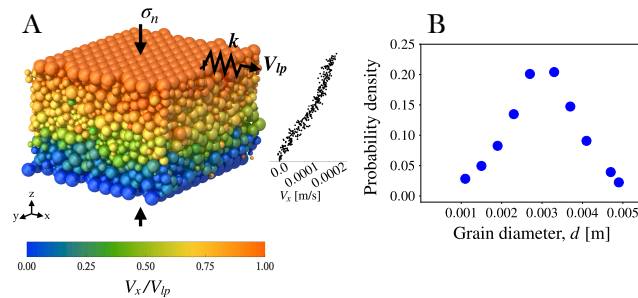 A
σn
k
Vlp
z
y
x
0.0
0.0001
0.0002
Vx [m/s]
0.00
0.25
0.50
0.75
1.00
Vx/Vlp
B
0.25
0.20
0.15
0.10
0.05
0.00
Probability density
0.001
0.002
0.003
0.004
0.005
Grain diameter, d [m]